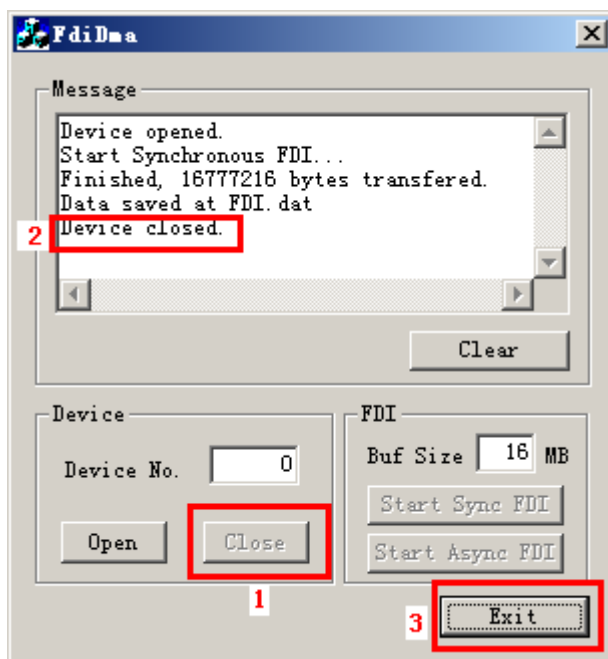 FdiDma
Message
Device opened.
Start Synchronous FDI...
Finished, 16777216 bytes transfered.
Data saved at FDI.dat
2
Device closed.
Clear
Device
Device No.
0
Open
Close
1
FDI
Buf Size
16
MB
Start Sync FDI
Start Async FDI
3
Exit